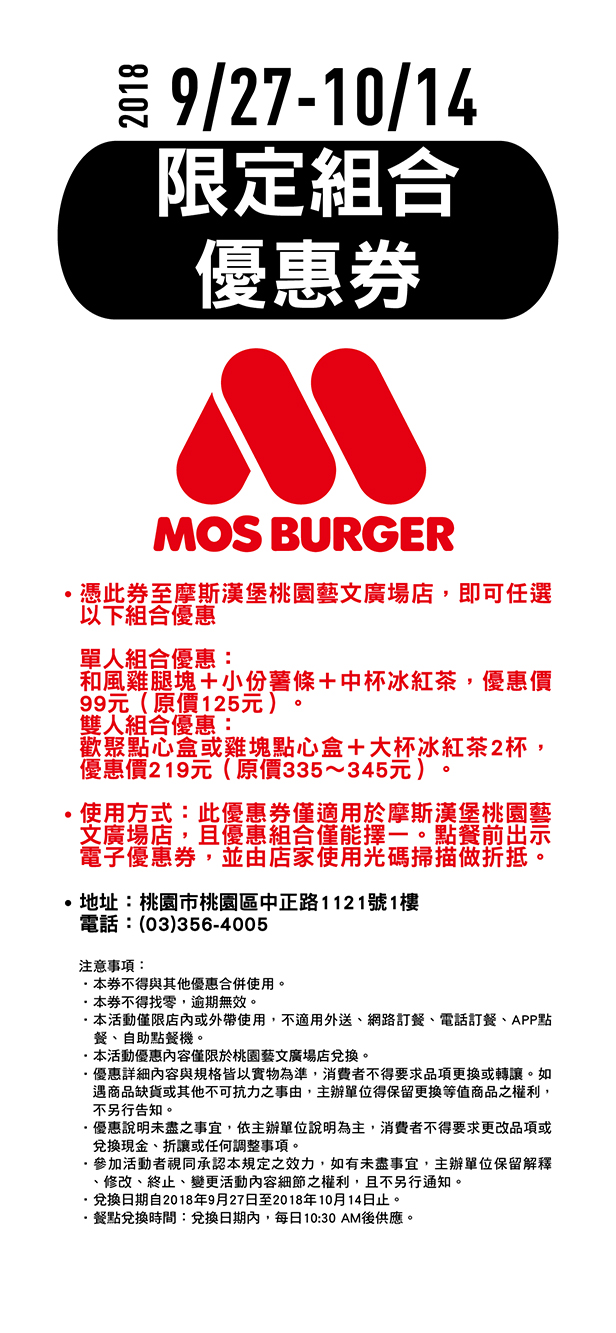 2018 9/27-10/14
限定組合
優惠券
MOS BURGER
• 憑此券至摩斯漢堡桃園藝文廣場店，即可任選
以下組合優惠
單人組合優惠：
和風雞腿塊＋小份薯條＋中杯冰紅茶，優惠價
99元（原價125元）。
雙人組合優惠：
歡聚點心盒或雞塊點心盒＋大杯冰紅茶2杯，
優惠價219元（原價335～345元）。
• 使用方式：此優惠券僅適用於摩斯漢堡桃園藝
文廣場店，且優惠組合僅能擇一。點餐前出示
電子優惠券，並由店家使用光碼掃描做折抵。
• 地址：桃園市桃園區中正路1121號1樓
電話：(03)356-4005
注意事項：
・本券不得與其他優惠合併使用。
・本券不得找零，逾期無效。
・本活動僅限店內或外帶使用，不適用外送、網路訂餐、電話訂餐、APP點
餐、自助點餐機。
・本活動優惠內容僅限於桃園藝文廣場店兌換。
・優惠詳細內容與規格皆以實物為準，消費者不得要求品項更換或轉讓。如
遇商品缺貨或其他不可抗力之事由，主辦單位得保留更換等值商品之權利，
不另行告知。
・優惠說明未盡之事宜，依主辦單位說明為主，消費者不得要求更改品項或
兌換現金、折讓或任何調整事項。
・參加活動者視同承認本規定之效力，如有未盡事宜，主辦單位保留解釋
、修改、終止、變更活動內容細節之權利，且不另行通知。
・兌換日期自2018年9月27日至2018年10月14日止。
・餐點兌換時間：兌換日期內，每日10:30 AM後供應。